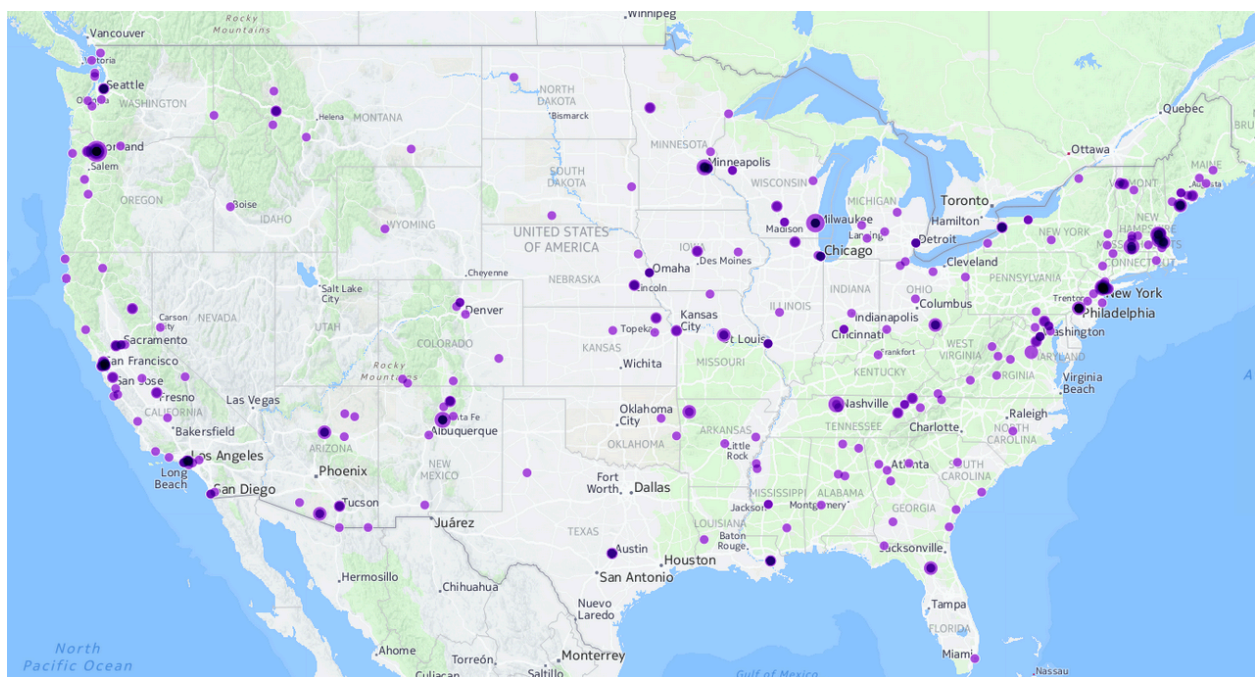 Winnipeg
Rocky
Mountains
Vancouver
Victoria
Seattle
WASHINGTON
Helena
MONTANA
NORTH
DAKOTA
Bismarck
MINNESOTA
Minneapolis
Quebec
Ottawa
MAINE
Augusta
VERMONT
Salem
OREGON
Boise
IDAHO
WYOMING
SOUTH
DAKOTA
WISCONSIN
Madison
Milwaukee
MICHIGAN
Lansing
Toronto
Hamilton
Detroit
NEW YORK
NEW
HAMPSHIRE
CONNECTICUT
UNITED STATES
OF AMERICA
Cheyenne
NEBRASKA
IOWA
Des Moines
Omaha
Lincoln
Chicago
Cleveland
PENNSYLVANIA
Trenton
New York
Philadelphia
Salt Lake
City
NEVADA
UTAH
Carson
City
Sacramento
San Francisco
San Jose
Fresno
CALIFORNIA
Bakersfield
Las Vegas
Denver
COLORADO
Rocky
Mountains
Topeka
KANSAS
Wichita
Kansas
City
MISSOURI
St Louis
ILLINOIS
INDIANA
Indianapolis
OHIO
Columbus
Cincinnati
Frankfort
KENTUCKY
WEST
VIRGINIA
Washington
MARYLAND
VIRGINIA
Virginia
Beach
Los Angeles
Long
Beach
San Diego
ARIZONA
Phoenix
Tucson
Santa Fe
Albuquerque
NEW
MEXICO
Oklahoma
City
OKLAHOMA
ARKANSAS
Little
Rock
Nashville
TENNESSEE
Charlotte
Raleigh
NORTH
CAROLINA
SOUTH
CAROLINA
Atlanta
GEORGIA
ALABAMA
Montgomery
MISSISSIPPI
Jackson
LOUISIANA
Baton
Rouge
Fort
Worth
Dallas
TEXAS
Austin
Houston
San Antonio
Juárez
Hermosillo
Chihuahua
Nuevo
Laredo
Monterrey
Ahome
Torreón
Saltillo
Culiacan
Jacksonville
Tampa
FLORIDA
Miami
Nassau
North
Pacific Ocean
Gulf of Mexico